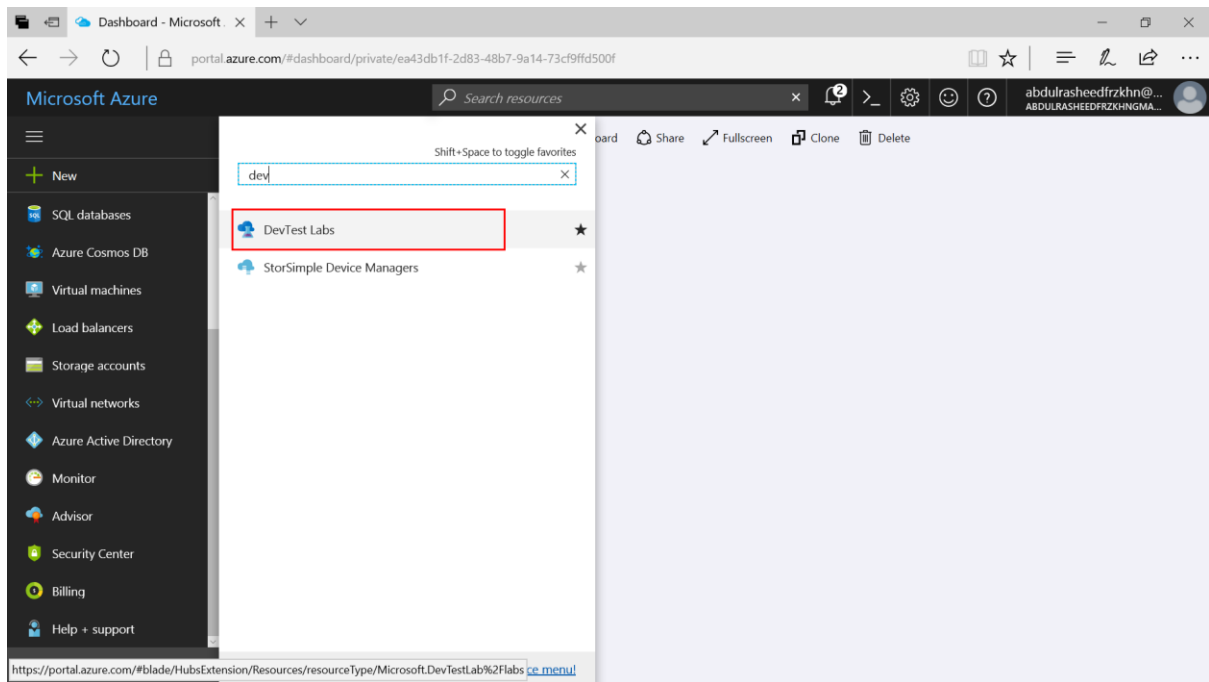 Dashboard - Microsoft
portal.azure.com/#dashboard/private/ea43db1f-2d83-48b7-9a14-73cf9ffd500f
Microsoft Azure
Search resources
2
abdulrasheedfrzkhn@...
ABDULRASHEEDFRZKHNGMA...
Shift+Space to toggle favorites
oard
Share
Fullscreen
Clone
Delete
New
dev
SQL databases
DevTest Labs
Azure Cosmos DB
StorSimple Device Managers
Virtual machines
Load balancers
Storage accounts
Virtual networks
Azure Active Directory
Monitor
Advisor
Security Center
Billing
Help + support
https://portal.azure.com/#blade/HubsExtension/Resources/resourceType/Microsoft.DevTestLab%2Flabs
ce menu!